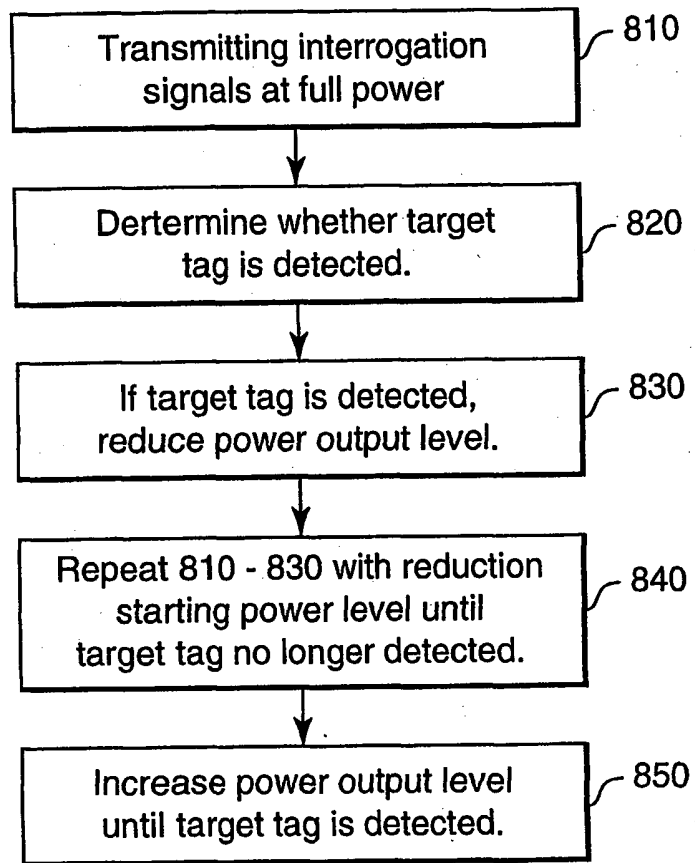 Transmitting interrogation
signals at full power
810
Dertermine whether target
tag is detected.
820
If target tag is detected,
reduce power output level.
830
Repeat 810 - 830 with reduction
starting power level until
target tag no longer detected.
840
Increase power output level
until target tag is detected.
850